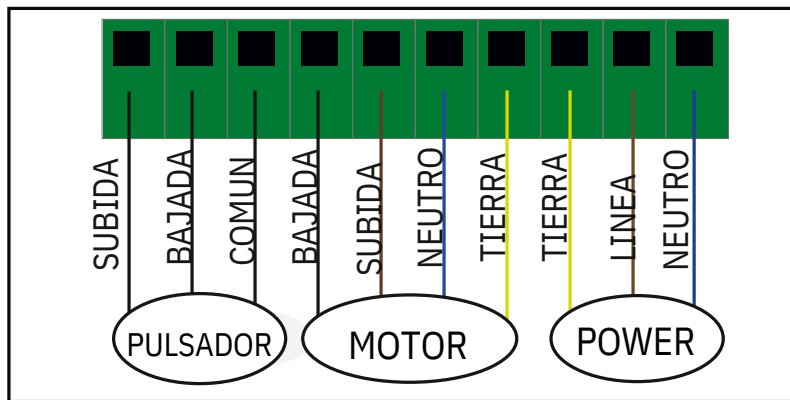 SUBIDA
BAJADA
COMUN
BAJADA
SUBIDA
NEUTRO
TIERRA
TIERRA
LINEA
NEUTRO
PULSADOR
MOTOR
POWER